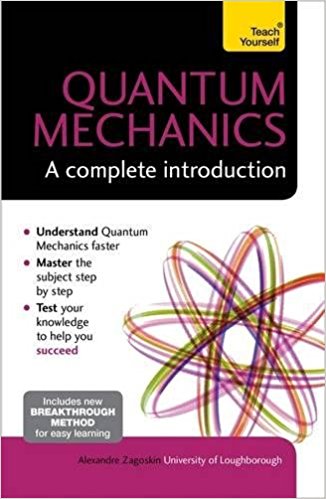 Teach
Yourself
QUANTUM
MECHANICS
A complete introduction
• Understand Quantum
Mechanics faster
• Master the
subject step
by step
• Test your
knowledge to
help you
succeed
Includes new
BREAKTHROUGH
METHOD
for easy learning
Alexandre Zagoskin University of Loughborough